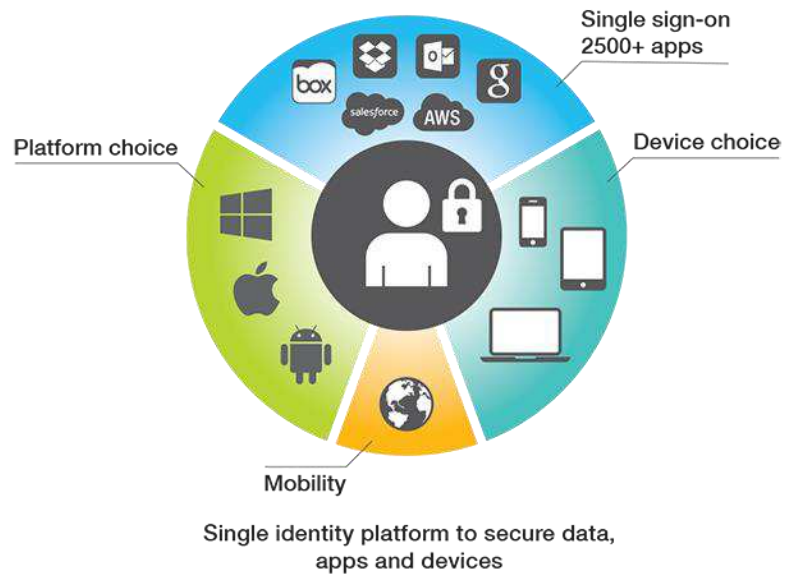 Single sign-on
2500+ apps
box
o
g
salesforce
AWS
Platform choice
Device choice
Mobility
Single identity platform to secure data,
apps and devices